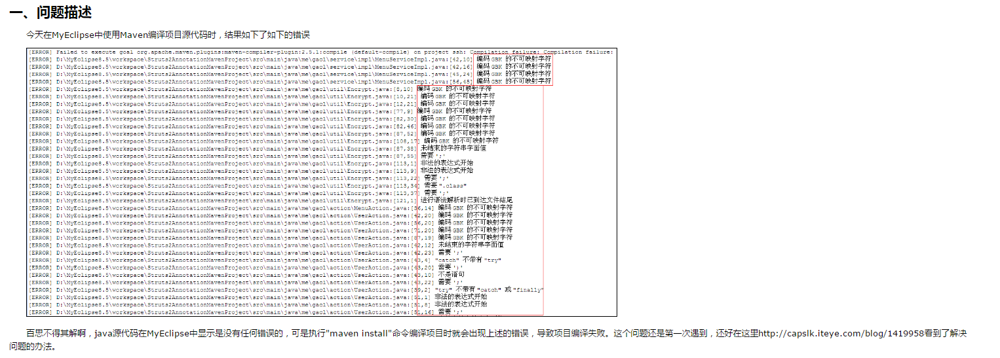 一、问题描述
今天在MyEclipse中使用Maven编译项目源代码时，结果如下了如下的错误
[ERROR] Failed to execute goal org.apache.maven.plugins:maven-compiler-plugin:2.5.1:compile (default-compile) on project ssh: Compilation failure: Compilation failure:
[ERROR] D:\MyEclipse8.5\workspace\Struts2AnnotationMavenProject\src\main\java\me\gacl\service\impl\MenuServiceImpl.java:[42,10] 编码 GBK 的不可映射字符
[ERROR] D:\MyEclipse8.5\workspace\Struts2AnnotationMavenProject\src\main\java\me\gacl\service\impl\MenuServiceImpl.java:[42,16] 编码 GBK 的不可映射字符
[ERROR] D:\MyEclipse8.5\workspace\Struts2AnnotationMavenProject\src\main\java\me\gacl\service\impl\MenuServiceImpl.java:[45,24] 编码 GBK 的不可映射字符
[ERROR] D:\MyEclipse8.5\workspace\Struts2AnnotationMavenProject\src\main\java\me\gacl\service\impl\MenuServiceImpl.java:[56,45] 编码 GBK 的不可映射字符
[ERROR] D:\MyEclipse8.5\workspace\Struts2AnnotationMavenProject\src\main\java\me\gacl\util\Encrypt.java:[8,10] 编码 GBK 的不可映射字符
[ERROR] D:\MyEclipse8.5\workspace\Struts2AnnotationMavenProject\src\main\java\me\gacl\util\Encrypt.java:[10,21] 编码 GBK 的不可映射字符
[ERROR] D:\MyEclipse8.5\workspace\Struts2AnnotationMavenProject\src\main\java\me\gacl\util\Encrypt.java:[12,21] 编码 GBK 的不可映射字符
[ERROR] D:\MyEclipse8.5\workspace\Struts2AnnotationMavenProject\src\main\java\me\gacl\util\Encrypt.java:[77,9] 编码 GBK 的不可映射字符
[ERROR] D:\MyEclipse8.5\workspace\Struts2AnnotationMavenProject\src\main\java\me\gacl\util\Encrypt.java:[82,30] 编码 GBK 的不可映射字符
[ERROR] D:\MyEclipse8.5\workspace\Struts2AnnotationMavenProject\src\main\java\me\gacl\util\Encrypt.java:[82,46] 编码 GBK 的不可映射字符
[ERROR] D:\MyEclipse8.5\workspace\Struts2AnnotationMavenProject\src\main\java\me\gacl\util\Encrypt.java:[87,52] 编码 GBK 的不可映射字符
[ERROR] D:\MyEclipse8.5\workspace\Struts2AnnotationMavenProject\src\main\java\me\gacl\util\Encrypt.java:[108,17] 编码 GBK 的不可映射字符
[ERROR] D:\MyEclipse8.5\workspace\Struts2AnnotationMavenProject\src\main\java\me\gacl\util\Encrypt.java:[87,38] 未结束的字符串字面值
[ERROR] D:\MyEclipse8.5\workspace\Struts2AnnotationMavenProject\src\main\java\me\gacl\util\Encrypt.java:[87,55] 需要 ';'
[ERROR] D:\MyEclipse8.5\workspace\Struts2AnnotationMavenProject\src\main\java\me\gacl\util\Encrypt.java:[113,1] 非法的表达式开始
[ERROR] D:\MyEclipse8.5\workspace\Struts2AnnotationMavenProject\src\main\java\me\gacl\util\Encrypt.java:[113,9] 非法的表达式开始
[ERROR] D:\MyEclipse8.5\workspace\Struts2AnnotationMavenProject\src\main\java\me\gacl\util\Encrypt.java:[113,22] 需要 ';'
[ERROR] D:\MyEclipse8.5\workspace\Struts2AnnotationMavenProject\src\main\java\me\gacl\util\Encrypt.java:[113,34] 需要 ".class"
[ERROR] D:\MyEclipse8.5\workspace\Struts2AnnotationMavenProject\src\main\java\me\gacl\util\Encrypt.java:[113,37] 需要 ';'
[ERROR] D:\MyEclipse8.5\workspace\Struts2AnnotationMavenProject\src\main\java\me\gacl\util\Encrypt.java:[121,1] 进行语法解析时已到达文件结尾
[ERROR] D:\MyEclipse8.5\workspace\Struts2AnnotationMavenProject\src\main\java\me\gacl\action\MenuAction.java:[36,14] 编码 GBK 的不可映射字符
[ERROR] D:\MyEclipse8.5\workspace\Struts2AnnotationMavenProject\src\main\java\me\gacl\action\UserAction.java:[42,20] 编码 GBK 的不可映射字符
[ERROR] D:\MyEclipse8.5\workspace\Struts2AnnotationMavenProject\src\main\java\me\gacl\action\UserAction.java:[56,20] 编码 GBK 的不可映射字符
[ERROR] D:\MyEclipse8.5\workspace\Struts2AnnotationMavenProject\src\main\java\me\gacl\action\UserAction.java:[71,20] 编码 GBK 的不可映射字符
[ERROR] D:\MyEclipse8.5\workspace\Struts2AnnotationMavenProject\src\main\java\me\gacl\action\UserAction.java:[87,19] 编码 GBK 的不可映射字符
[ERROR] D:\MyEclipse8.5\workspace\Struts2AnnotationMavenProject\src\main\java\me\gacl\action\UserAction.java:[42,12] 未结束的字符串字面值
[ERROR] D:\MyEclipse8.5\workspace\Struts2AnnotationMavenProject\src\main\java\me\gacl\action\UserAction.java:[42,23] 需要 ';'
[ERROR] D:\MyEclipse8.5\workspace\Struts2AnnotationMavenProject\src\main\java\me\gacl\action\UserAction.java:[43,4] "catch" 不带有 "try"
[ERROR] D:\MyEclipse8.5\workspace\Struts2AnnotationMavenProject\src\main\java\me\gacl\action\UserAction.java:[43,20] 需要 ')'
[ERROR] D:\MyEclipse8.5\workspace\Struts2AnnotationMavenProject\src\main\java\me\gacl\action\UserAction.java:[43,10] 不是语句
[ERROR] D:\MyEclipse8.5\workspace\Struts2AnnotationMavenProject\src\main\java\me\gacl\action\UserAction.java:[43,22] 需要 ';'
[ERROR] D:\MyEclipse8.5\workspace\Struts2AnnotationMavenProject\src\main\java\me\gacl\action\UserAction.java:[39,2] "try" 不带有 "catch" 或 "finally"
[ERROR] D:\MyEclipse8.5\workspace\Struts2AnnotationMavenProject\src\main\java\me\gacl\action\UserAction.java:[51,1] 非法的表达式开始
[ERROR] D:\MyEclipse8.5\workspace\Struts2AnnotationMavenProject\src\main\java\me\gacl\action\UserAction.java:[51,8] 非法的表达式开始
[ERROR] D:\MyEclipse8.5\workspace\Struts2AnnotationMavenProject\src\main\java\me\gacl\action\UserAction.java:[51,16] 需要 ';'
百思不得其解啊，java源代码在MyEclipse中显示是没有任何错误的，可是执行"maven install"命令编译项目时就会出现上述的错误，导致项目编译失败。这个问题还是第一次遇到，还好在这里http://capslk.iteye.com/blog/1419958看到了解决
问题的办法。